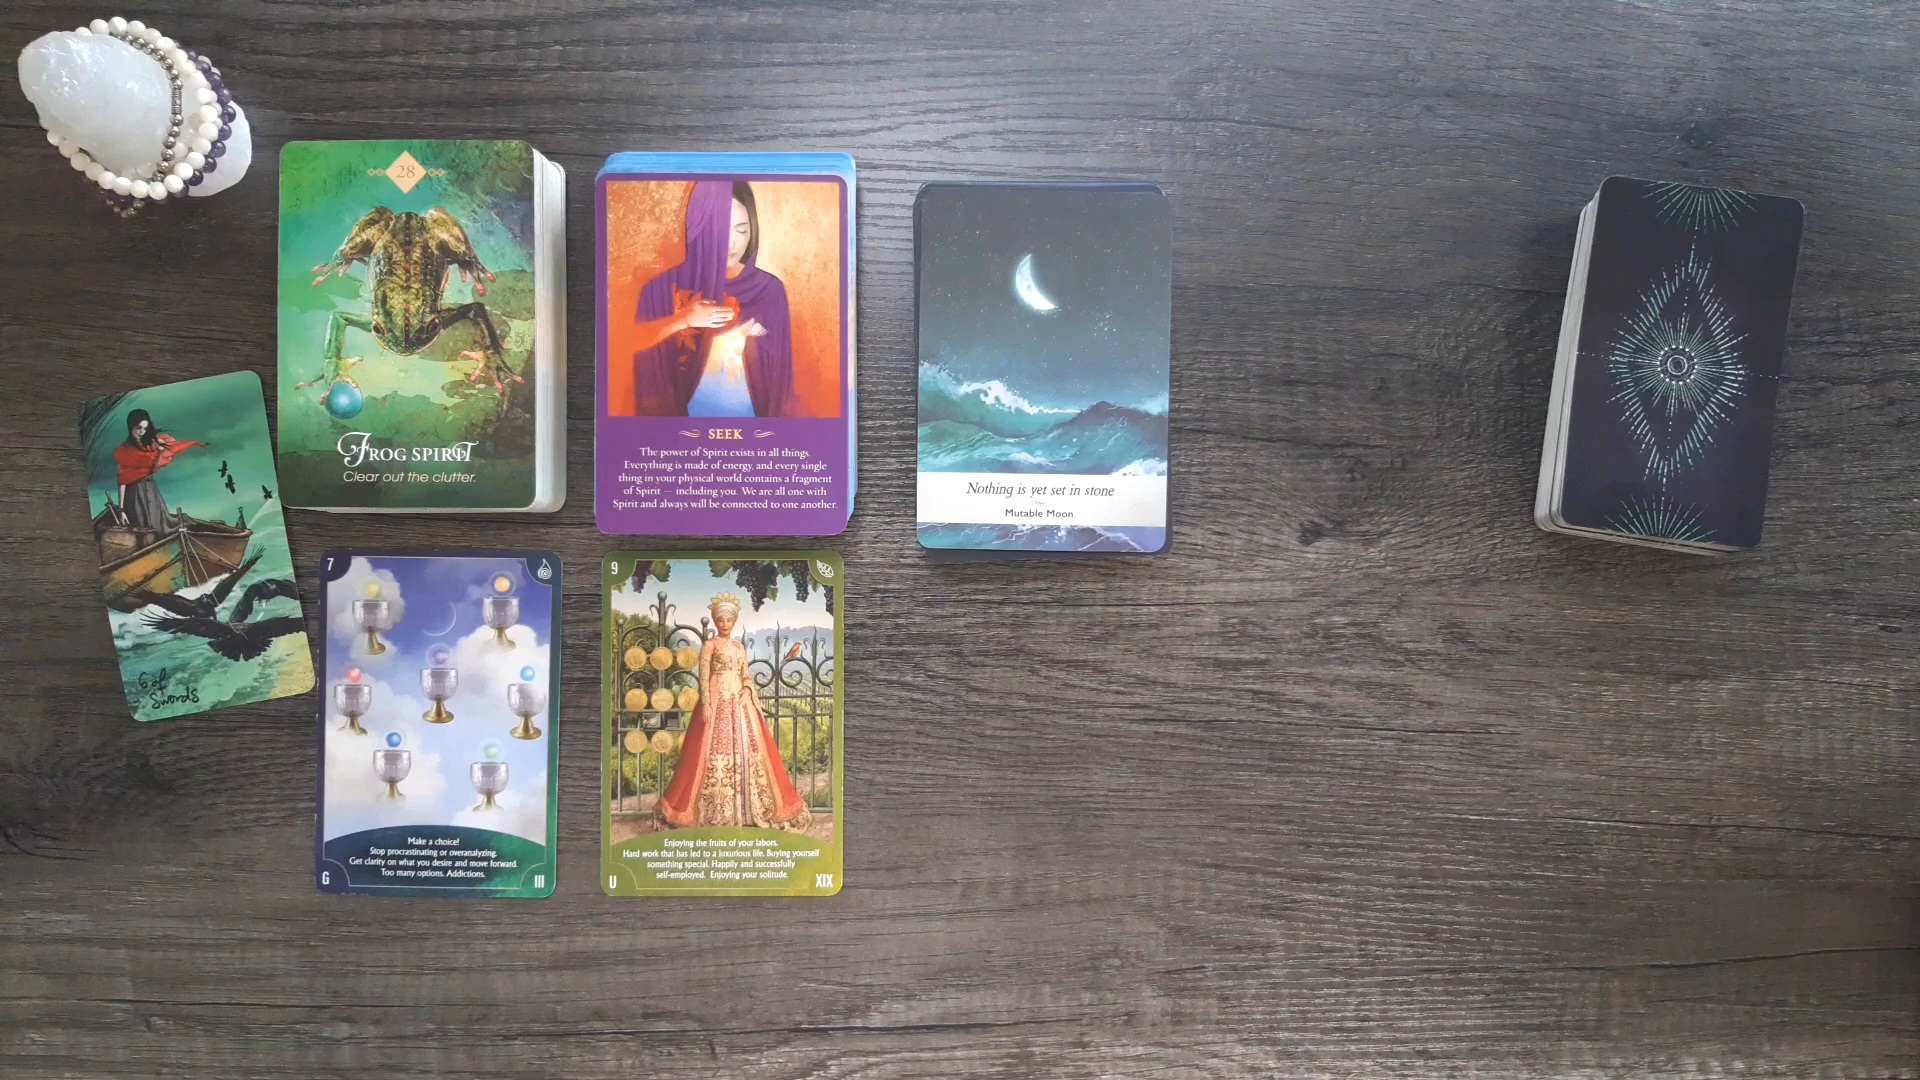 28
FROG SPIRIT
Clear out the clutter.
SEEK
The power of Spirit exists in all things.
Everything is made of energy, and every single
thing in your physical world contains a fragment
of Spirit — including you. We are all one with
Spirit and always will be connected to one another.
Nothing is yet set in stone
Mutable Moon
6 of
Swords
7
Make a choice!
Stop procrastinating or overanalyzing.
Get clarity on what you desire and move forward.
Too many options. Addictions.
G
III
9
Enjoying the fruits of your labors.
Hard work that has led to a luxurious life. Buying yourself
something special. Happily and successfully
self-employed. Enjoying your solitude.
U
XIX